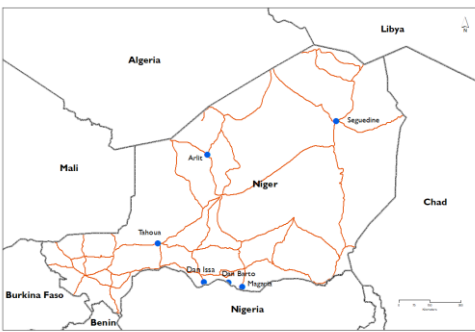 Libya
Algeria
Seguedine
Arlit
Mali
Niger
Chad
Tahoua
Dan Issa
Dan Barto
Magaria
Burkina Faso
Nigeria
Benin